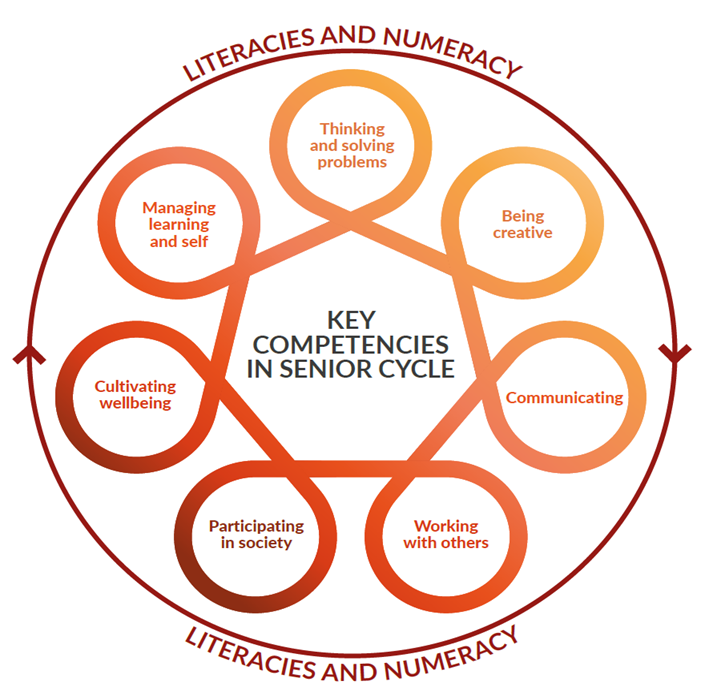 LITERACIES AND NUMERACY
Thinking
and solving
problems
Being
creative
Communicating
Working
with others
Participating
in society
Cultivating
wellbeing
Managing
learning
and self
KEY
COMPETENCIES
IN SENIOR CYCLE
LITERACIES AND NUMERACY